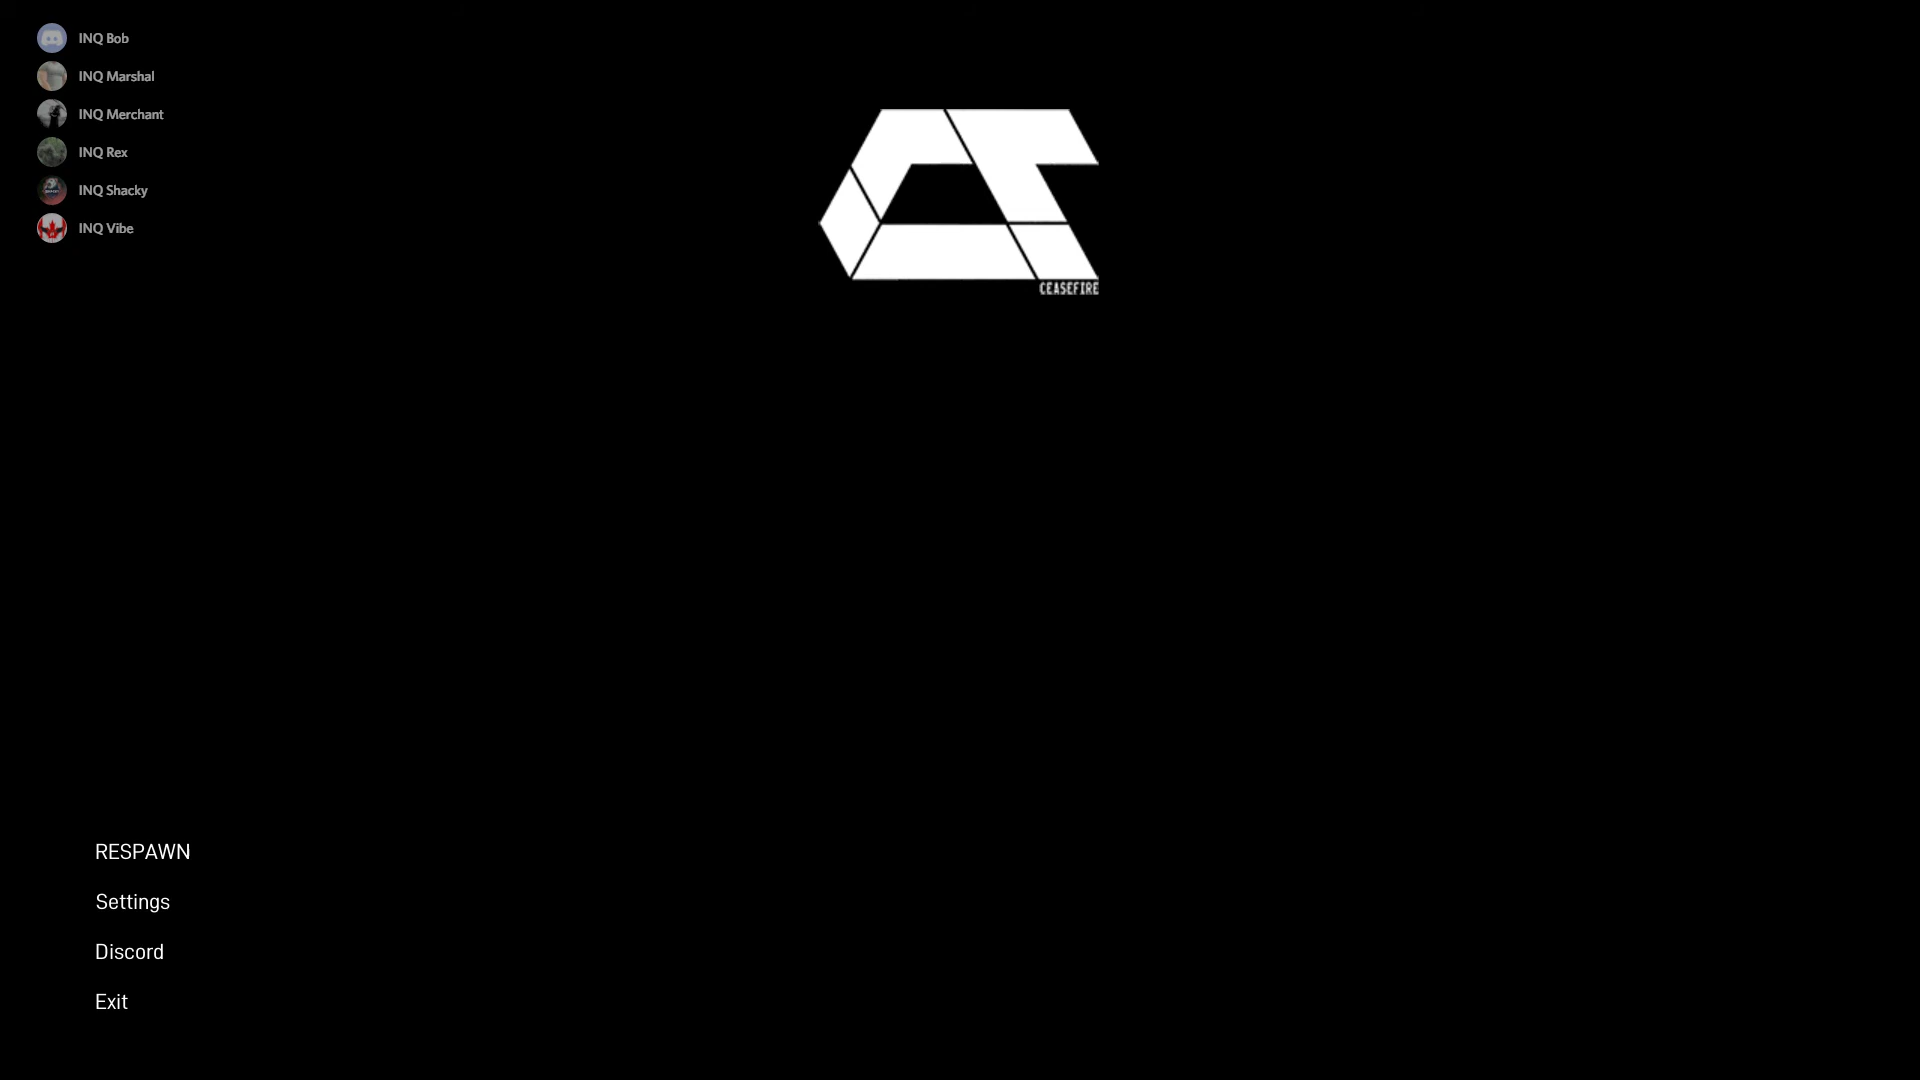 INQ Bob
INQ Marshal
INQ Merchant
INQ Rex
INQ Shacky
INQ Vibe
CEASEFIRE
RESPAWN
Settings
Discord
Exit